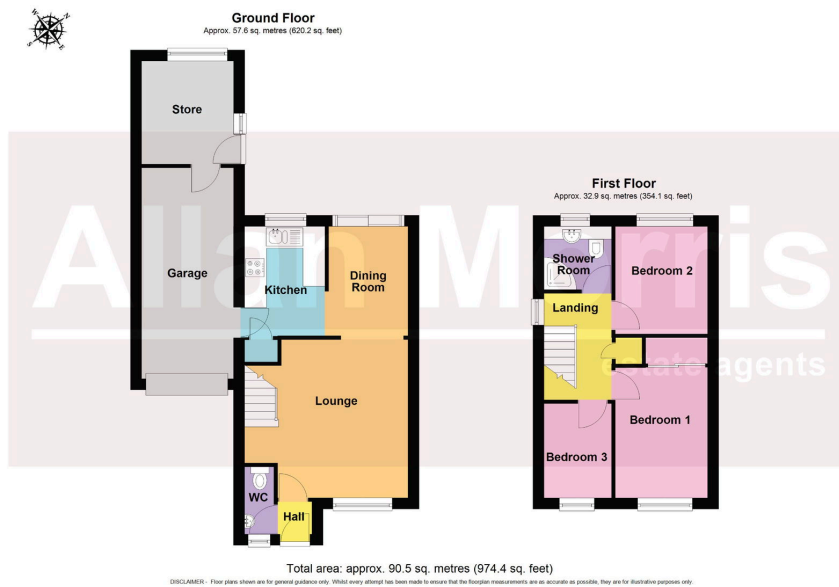 W N
S E
Ground Floor
Approx. 57.6 sq. metres (620.2 sq. feet)
Store
Garage
Kitchen
Dining
Room
Lounge
WC
Hall
First Floor
Approx. 32.9 sq. metres (354.1 sq. feet)
Shower
Room
Bedroom 2
Landing
Bedroom 1
Bedroom 3
Allan Morris
estate agents
Total area: approx. 90.5 sq. metres (974.4 sq. feet)
DISCLAIMER - Floor plans shown are for general guidance only. Whilst every attempt has been made to ensure that the floorplan measurements are as accurate as possible, they are for illustrative purposes only.